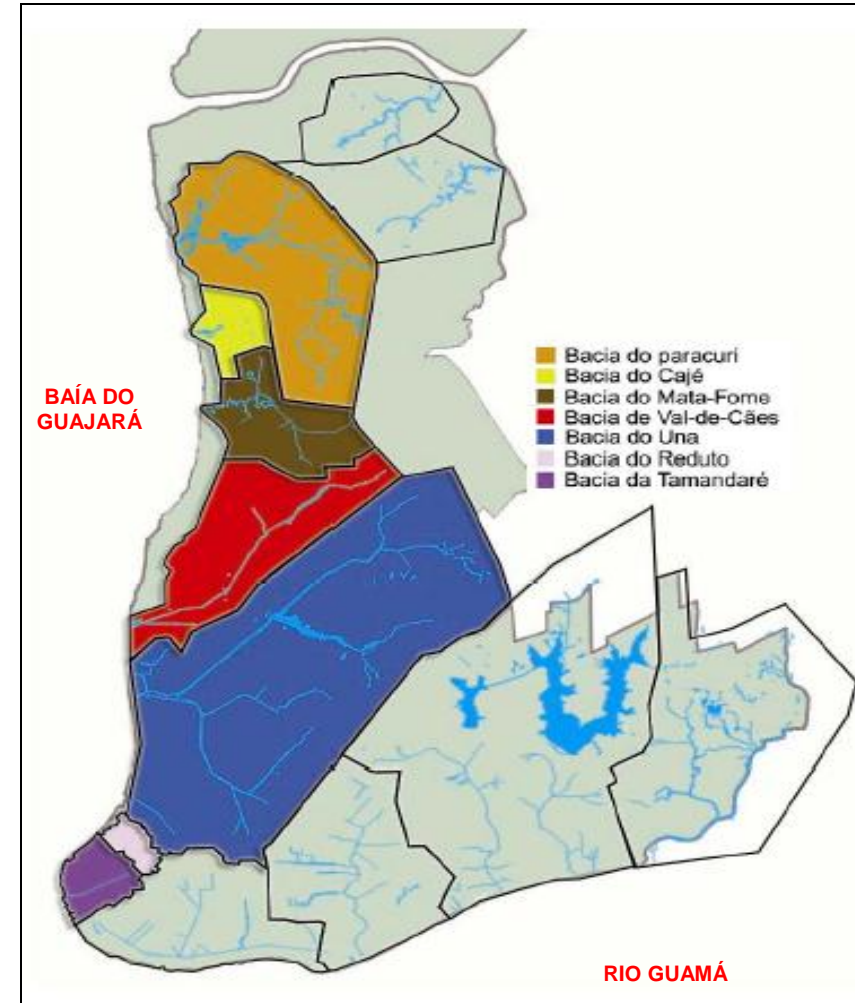 BAÍA DO
GUAJARÁ
Bacia do paracuri
Bacia do Cajé
Bacia do Mata-Fome
Bacia de Val-de-Cães
Bacia do Una
Bacia do Reduto
Bacia da Tamandaré
RIO GUAMÁ